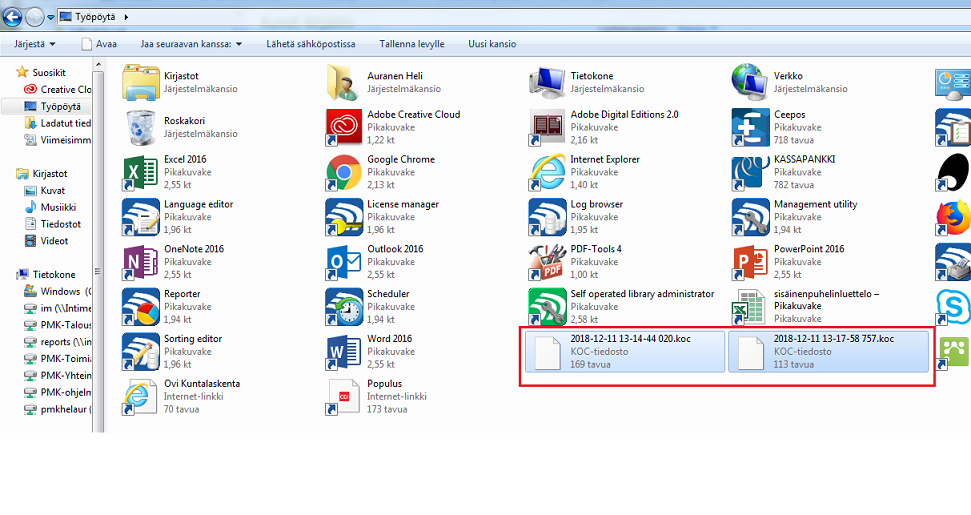 Työpöytä
Järjestä
Avaa
Jaa seuraavan kanssa:
Lähetä sähköpostissa
Tallenna levylle
Uusi kansio
Suosikit
Creative Clo
Työpöytä
Ladatut tied
Viimeisimm
Kirjastot
Kuvat
Musiikki
Tiedostot
Videot
Tietokone
Windows (C
im (\\Intime
PMK-Talous
reports (\\int
PMK-Toimia
PMK-Yhtein
PMK-ohjeln
pmkhelaur (
Kirjastot
Järjestelmäkansio
Auranen Heli
Järjestelmäkansio
Tietokone
Järjestelmäkansio
Verkko
Järjestelmäkansio
Roskakori
Järjestelmäkansio
Adobe Creative Cloud
Pikakuvake
1,22 kt
Adobe Digital Editions 2.0
Pikakuvake
2,16 kt
Ceepos
Pikakuvake
718 tavua
Excel 2016
Pikakuvake
2,55 kt
Google Chrome
Pikakuvake
2,13 kt
Internet Explorer
Pikakuvake
1,40 kt
KASSAPANKKI
Pikakuvake
782 tavua
Language editor
Pikakuvake
1,96 kt
License manager
Pikakuvake
1,96 kt
Log browser
Pikakuvake
1,95 kt
Management utility
Pikakuvake
1,94 kt
OneNote 2016
Pikakuvake
2,55 kt
Outlook 2016
Pikakuvake
2,55 kt
PDF-Tools 4
Pikakuvake
1,00 kt
PowerPoint 2016
Pikakuvake
2,55 kt
Reporter
Pikakuvake
1,94 kt
Scheduler
Pikakuvake
1,94 kt
Self operated library administrator
Pikakuvake
2,58 kt
sisäinenpuhelinluettelo –
Pikakuvake
Pikakuvake
Sorting editor
Pikakuvake
1,96 kt
Word 2016
Pikakuvake
2,55 kt
2018-12-11 13-14-44 020.koc
KOC-tiedosto
169 tavua
2018-12-11 13-17-58 757.koc
KOC-tiedosto
113 tavua
Ovi Kuntalaskenta
Internet-linkki
70 tavua
Populus
Internet-linkki
173 tavua